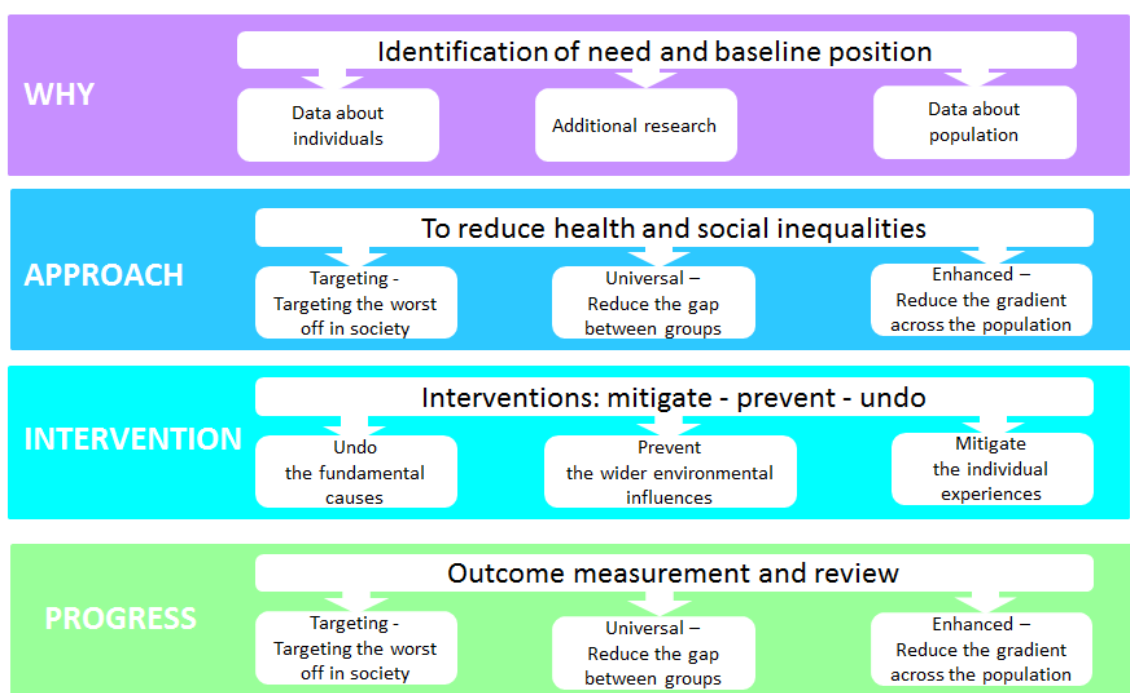 WHY
Identification of need and baseline position
Data about
individuals
Additional research
Data about
population
APPROACH
To reduce health and social inequalities
Targeting -
Targeting the worst
off in society
Universal –
Reduce the gap
between groups
Enhanced –
Reduce the gradient
across the population
INTERVENTION
Interventions: mitigate - prevent - undo
Undo
the fundamental
causes
Prevent
the wider environmental
influences
Mitigate
the individual
experiences
PROGRESS
Outcome measurement and review
Targeting -
Targeting the worst
off in society
Universal –
Reduce the gap
between groups
Enhanced –
Reduce the gradient
across the population